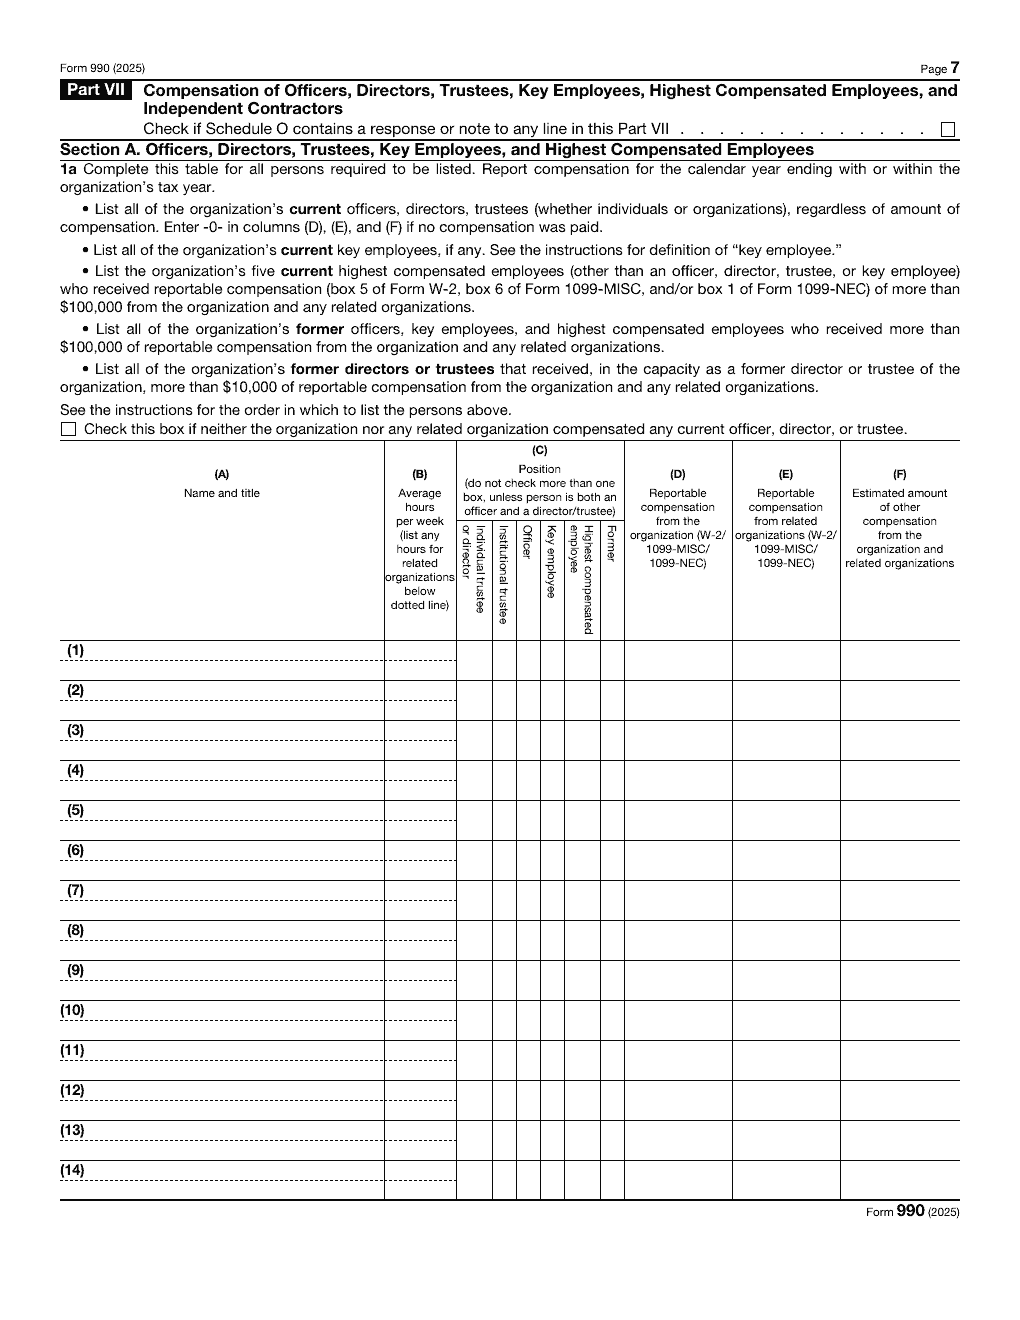 Form 990 (2025) Page 7
Part VII Compensation of Officers, Directors, Trustees, Key Employees, Highest Compensated Employees, and
Independent Contractors
Check if Schedule O contains a response or note to any line in this Part VII . . . . . . . . . . . . .
Section A. Officers, Directors, Trustees, Key Employees, and Highest Compensated Employees
1a Complete this table for all persons required to be listed. Report compensation for the calendar year ending with or within the
organization’s tax year.
• List all of the organization’s current officers, directors, trustees (whether individuals or organizations), regardless of amount of
compensation. Enter -0- in columns (D), (E), and (F) if no compensation was paid.
• List all of the organization’s current key employees, if any. See the instructions for definition of “key employee.”
• List the organization’s five current highest compensated employees (other than an officer, director, trustee, or key employee)
who received reportable compensation (box 5 of Form W-2, box 6 of Form 1099-MISC, and/or box 1 of Form 1099-NEC) of more than
$100,000 from the organization and any related organizations.
• List all of the organization’s former officers, key employees, and highest compensated employees who received more than
$100,000 of reportable compensation from the organization and any related organizations.
• List all of the organization’s former directors or trustees that received, in the capacity as a former director or trustee of the
organization, more than $10,000 of reportable compensation from the organization and any related organizations.
See the instructions for the order in which to list the persons above.
Check this box if neither the organization nor any related organization compensated any current officer, director, or trustee.
(A)
Name and title
(B)
Average
hours
per week
(list any
hours for
related
organizations
below
dotted line)
(C)
Position
(do not check more than one
box, unless person is both an
officer and a director/trustee)
Individual trustee
or director
Institutional trustee
Officer
Key employee
Highest compensated
employee
Former
(D)
Reportable
compensation
from the
organization (W-2/
1099-MISC/
1099-NEC)
(E)
Reportable
compensation
from related
organizations (W-2/
1099-MISC/
1099-NEC)
(F)
Estimated amount
of other
compensation
from the
organization and
related organizations
(1)
(2)
(3)
(4)
(5)
(6)
(7)
(8)
(9)
(10)
(11)
(12)
(13)
(14)
Form 990 (2025)